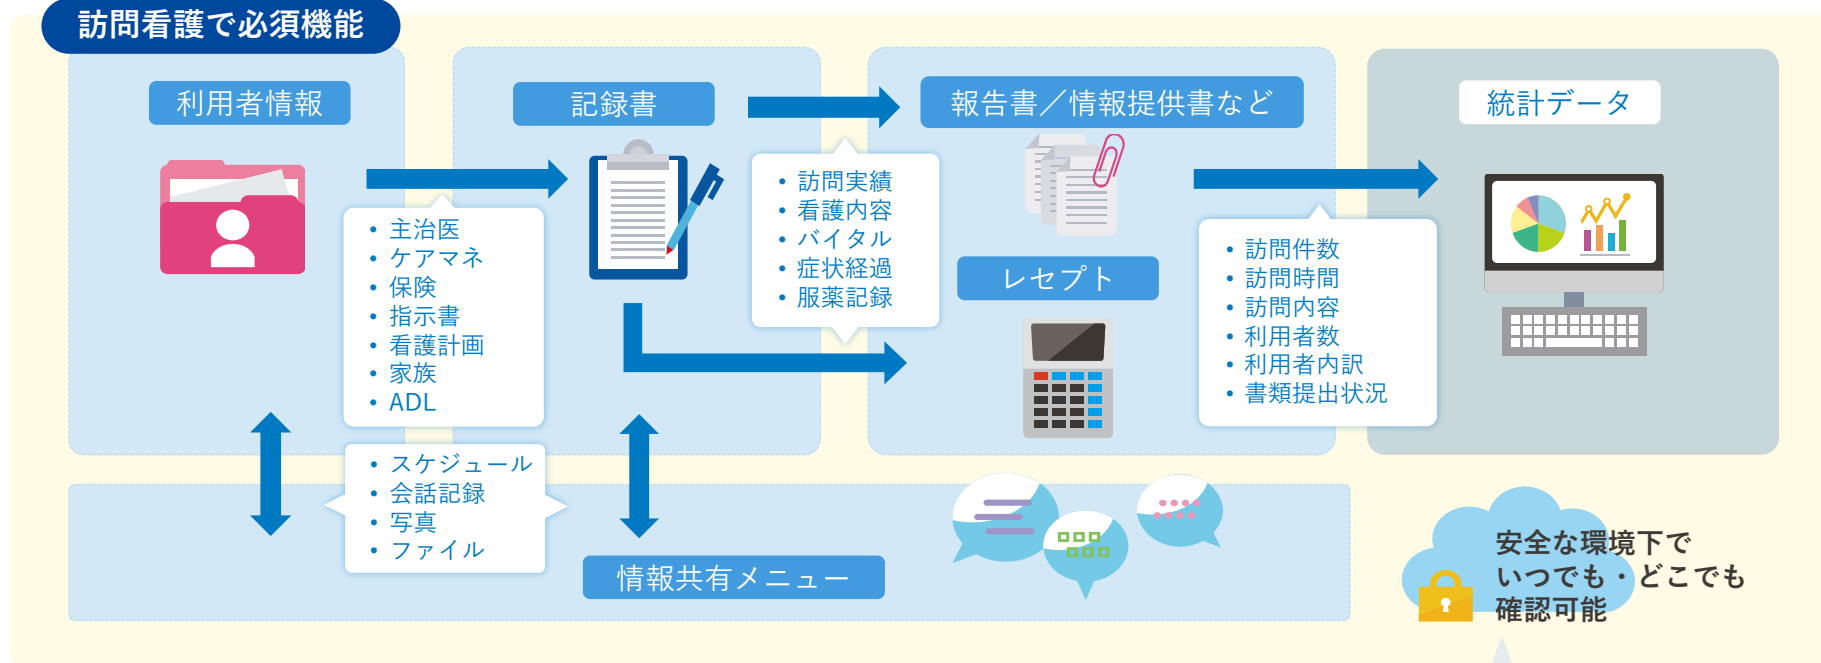 訪問看護で必須機能
利用者情報
記録書
報告書／情報提供書など
統計データ
• 主治医
• ケアマネ
• 保険
• 指示書
• 看護計画
• 家族
• ADL
• 訪問実績
• 看護内容
• バイタル
• 症状経過
• 服薬記録
レセプト
• 訪問件数
• 訪問時間
• 訪問内容
• 利用者数
• 利用者内訳
• 書類提出状況
• スケジュール
• 会話記録
• 写真
• ファイル
情報共有メニュー
安全な環境下で
いつでも・どこでも
確認可能